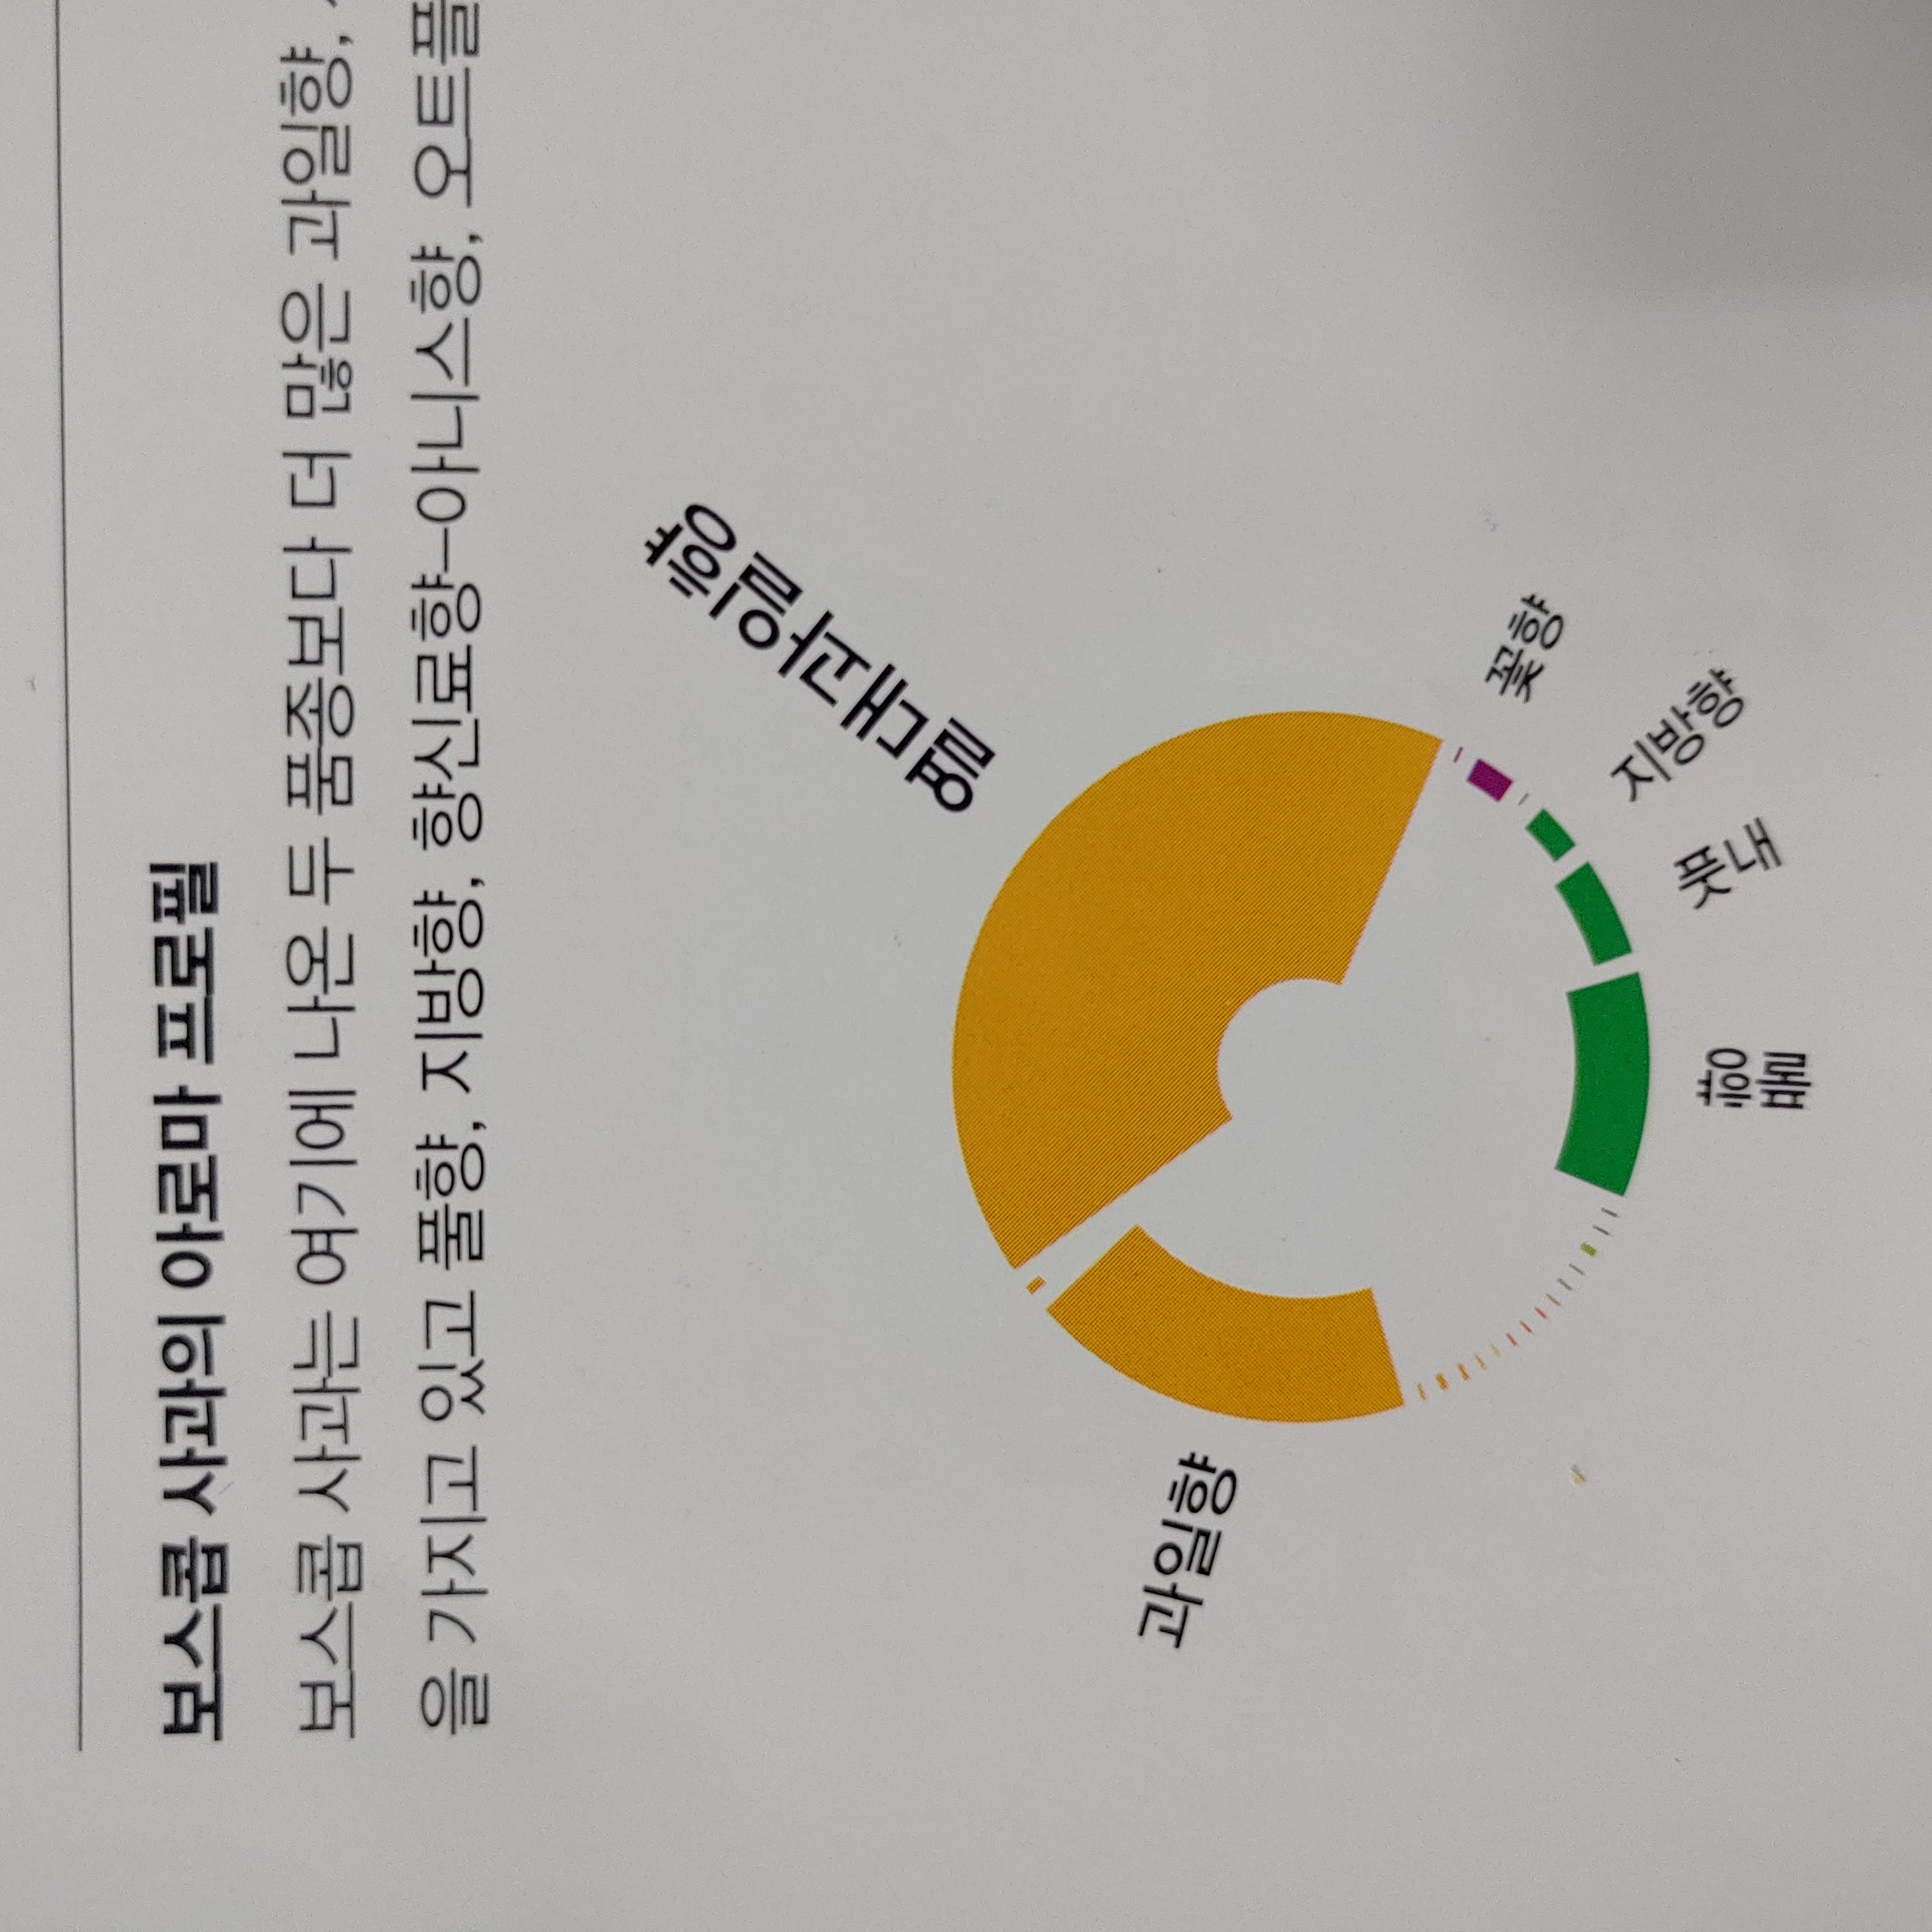 보스콥 사과의 아로마 프로필
보스콥 사과는 여기에 나온 두 품종보다 더 많은 과일향,
을 가지고 있고 풀향, 지방향, 향신료향–아니스향, 오트플
열대과일향
과일향
꽃향
지방향
풋내
풀향